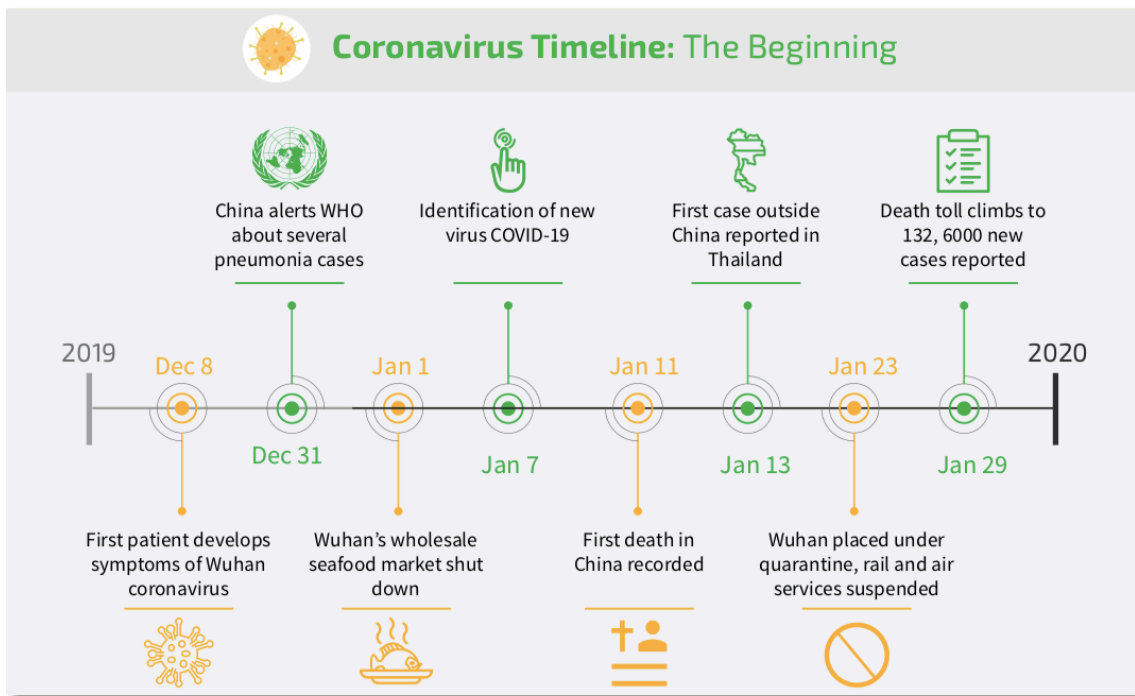 Coronavirus Timeline: The Beginning
China alerts WHO
about several
pneumonia cases
Identification of new
virus COVID-19
First case outside
China reported in
Thailand
Death toll climbs to
132, 6000 new
cases reported
2019
Dec 8
Dec 31
Jan 1
Jan 7
Jan 11
Jan 13
Jan 23
Jan 29
2020
First patient develops
symptoms of Wuhan
coronavirus
Wuhan’s wholesale
seafood market shut
down
First death in
China recorded
Wuhan placed under
quarantine, rail and air
services suspended